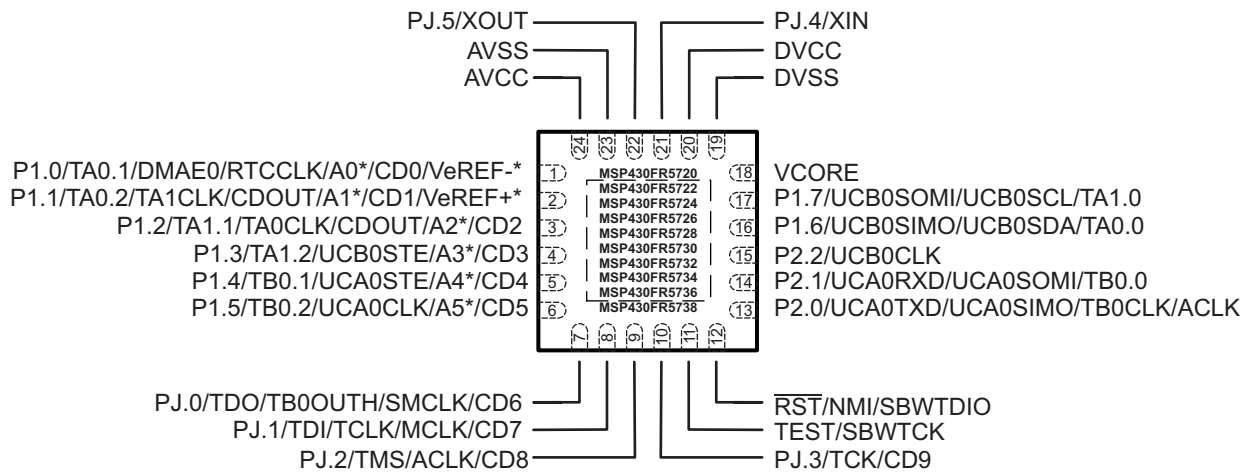 PJ.5/XOUT
PJ.4/XIN
AVSS
DVCC
AVCC
DVSS
24 23 22 21 20 19
P1.0/TA0.1/DMAE0/RTCCLK/A0*/CD0/VeREF-* 1 MSP430FR5720 18 VCORE
P1.1/TA0.2/TA1CLK/CDOUT/A1*/CD1/VeREF+* 2 MSP430FR5722 17 P1.7/UCB0SOMI/UCB0SCL/TA1.0
MSP430FR5724
P1.2/TA1.1/TA0CLK/CDOUT/A2*/CD2 3 MSP430FR5726 16 P1.6/UCB0SIMO/UCB0SDA/TA0.0
MSP430FR5728
P1.3/TA1.2/UCB0STE/A3*/CD3 4 MSP430FR5730 15 P2.2/UCB0CLK
MSP430FR5732
P1.4/TB0.1/UCA0STE/A4*/CD4 5 MSP430FR5734 14 P2.1/UCA0RXD/UCA0SOMI/TB0.0
MSP430FR5736
P1.5/TB0.2/UCA0CLK/A5*/CD5 6 MSP430FR5738 13 P2.0/UCA0TXD/UCA0SIMO/TB0CLK/ACLK
7 8 9 10 11 12
PJ.0/TDO/TB0OUTH/SMCLK/CD6
RST/NMI/SBWTDIO
PJ.1/TDI/TCLK/MCLK/CD7
TEST/SBWTCK
PJ.2/TMS/ACLK/CD8
PJ.3/TCK/CD9